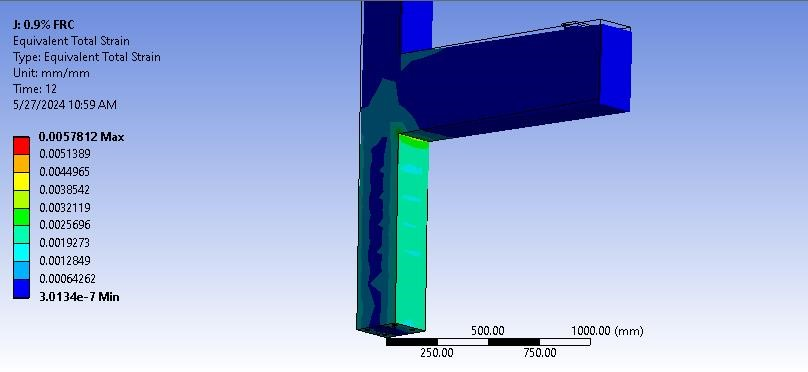 J: 0.9% FRC
Equivalent Total Strain
Type: Equivalent Total Strain
Unit: mm/mm
Time: 12
5/27/2024 10:59 AM
0.0057812 Max
0.0051389
0.0044965
0.0038542
0.0032119
0.0025696
0.0019273
0.0012849
0.00064262
3.0134e-7 Min
500.00 1000.00 (mm)
250.00 750.00